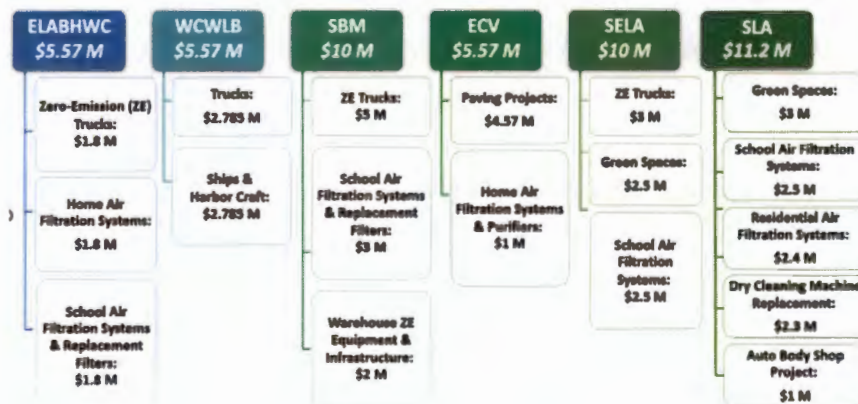 ELABHWC
$5.57 M
Zero-Emission (ZE)
Trucks:
$1.8 M
Home Air
Filtration Systems:
$1.8 M
School Air
Filtration Systems
& Replacement
Filters:
$1.8 M
WCWLB
$5.57 M
Trucks:
$2.785 M
Ships &
Harbor Craft:
$2.785 M
SBM
$10 M
ZE Trucks:
$5 M
School Air
Filtration Systems
& Replacement
Filters:
$3 M
Warehouse ZE
Equipment &
Infrastructure:
$2 M
ECV
$5.57 M
Paving Projects:
$4.57 M
Home Air
Filtration Systems
& Purifiers:
$1 M
SELA
$10 M
ZE Trucks:
$5 M
Green Spaces:
$2.5 M
School Air
Filtration
Systems:
$2.5 M
SLA
$11.2 M
Green Spaces:
$3 M
School Air Filtration
Systems:
$2.5 M
Residential Air
Filtration Systems:
$2.4 M
Dry Cleaning Machine
Replacement:
$2.3 M
Auto Body Shop
Project:
$1 M